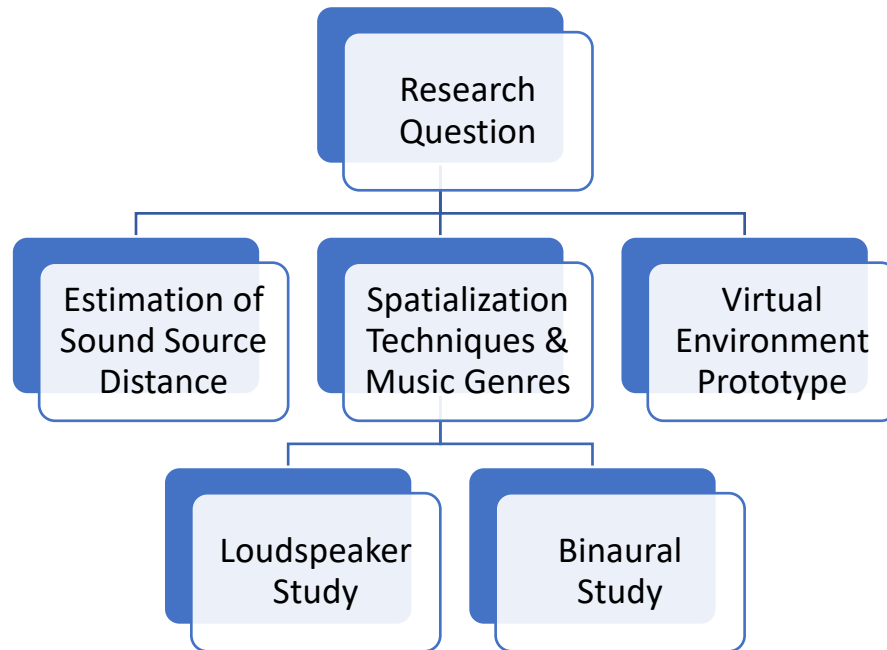 Research
Question
Estimation of
Sound Source
Distance
Spatialization
Techniques &
Music Genres
Virtual
Environment
Prototype
Loudspeaker
Study
Binaural
Study